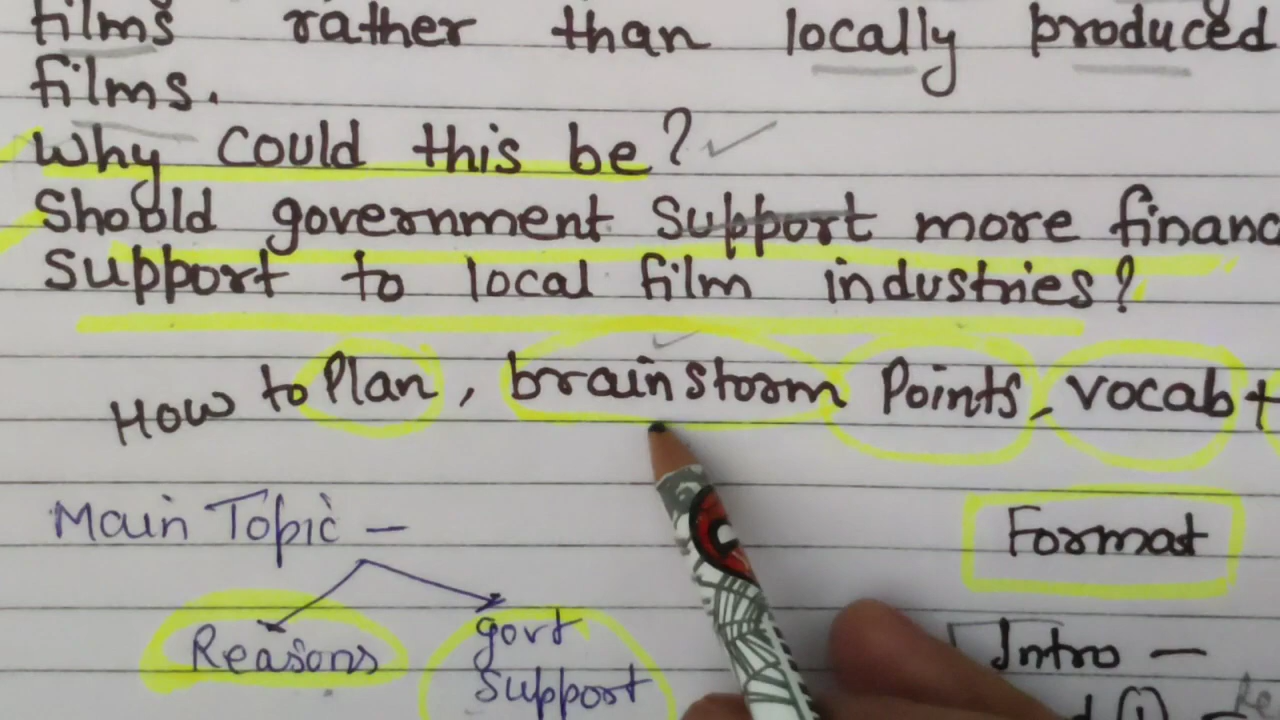 films rather than locally produced
films.
Why could this be?
Should government support more financ
support to local film industries?
How to Plan, brainstorm Points, vocab +
Main Topic -
Format
Reasons
govt
support
Intro -